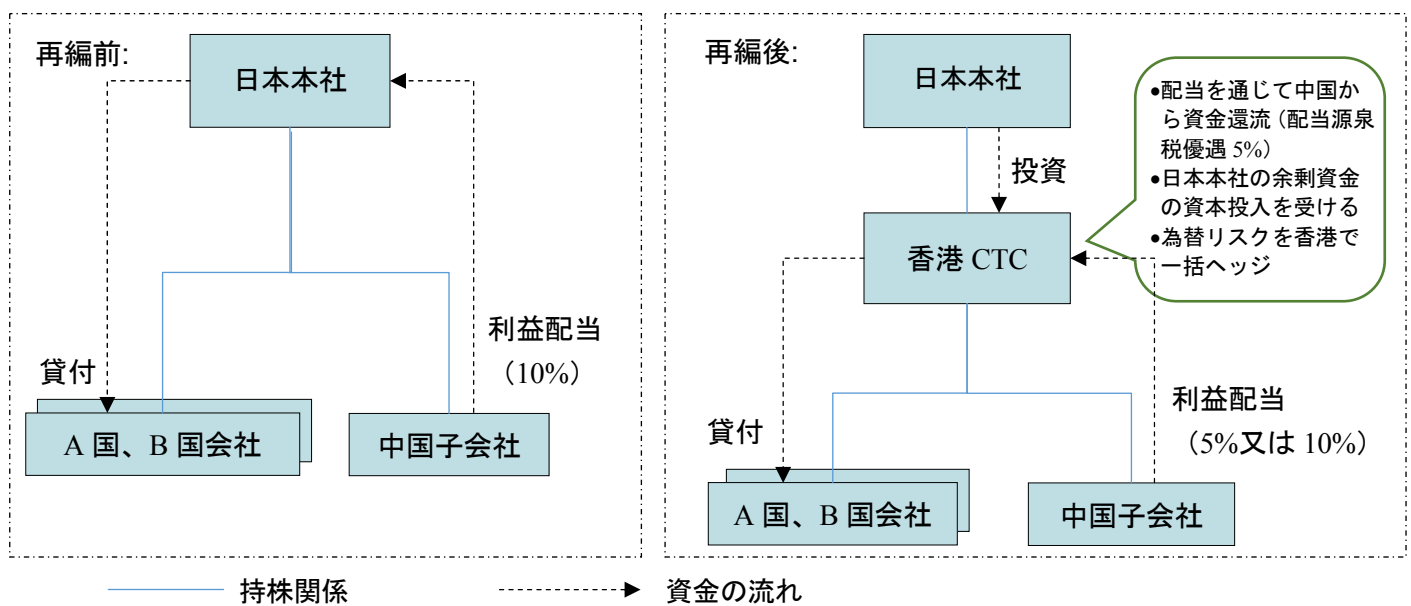 再編前:
日本本社
利益配当
（10%）
貸付
A 国、B 国会社
中国子会社
再編後:
日本本社
•配当を通じて中国か
ら資金還流（配当源泉
税優遇 5%）
•日本本社の余剰資金
の資本投入を受ける
•為替リスクを香港で
一括ヘッジ
投資
香港 CTC
利益配当
（5%又は 10%）
貸付
A 国、B 国会社
中国子会社
持株関係
資金の流れ